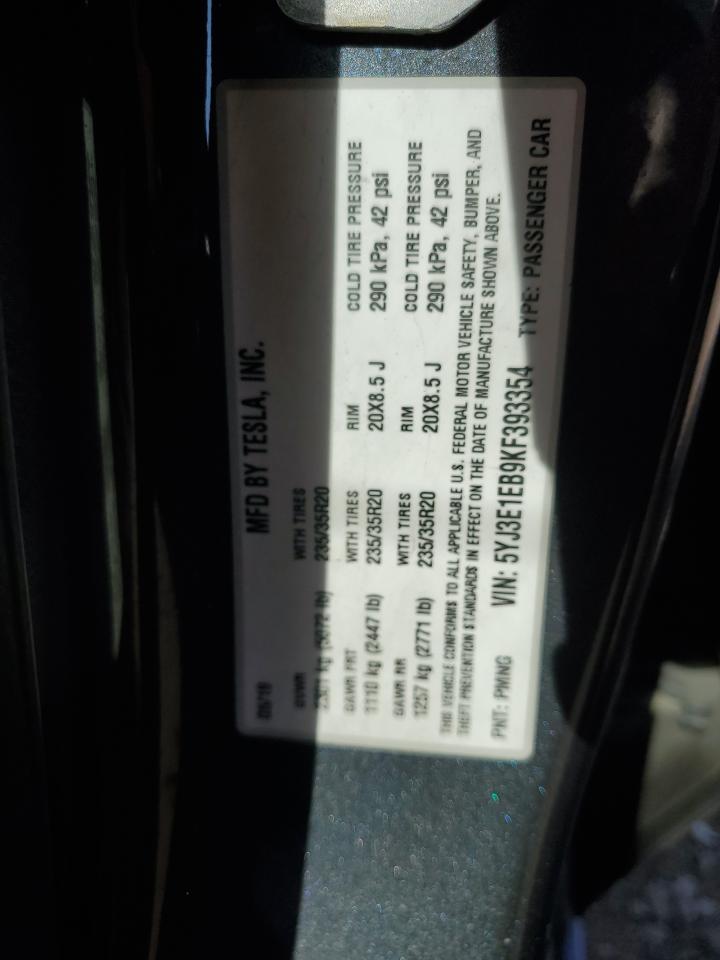 MFD BY TESLA, INC.
05/19
GVWR WITH TIRES
2301 kg (5072 lb) 235/35R20
GAWR FRT WITH TIRES RIM COLD TIRE PRESSURE
1110 kg (2447 lb) 235/35R20 20X8.5 J 290 kPa, 42 psi
GAWR RR WITH TIRES RIM COLD TIRE PRESSURE
1257 kg (2771 lb) 235/35R20 20X8.5 J 290 kPa, 42 psi
THIS VEHICLE CONFORMS TO ALL APPLICABLE U.S. FEDERAL MOTOR VEHICLE SAFETY, BUMPER, AND
THEFT PREVENTION STANDARDS IN EFFECT ON THE DATE OF MANUFACTURE SHOWN ABOVE.
PNT: PMNG VIN: 5YJ3E1EB9KF393354 TYPE: PASSENGER CAR